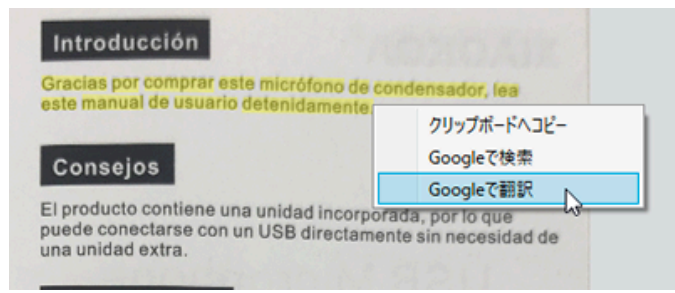 Introducción
Gracias por comprar este micrófono de condensador, lea
este manual de usuario detenidamente.
クリップボードへコピー
Googleで検索
Googleで翻訳
Consejos
El producto contiene una unidad incorporada, por lo que
puede conectarse con un USB directamente sin necesidad de
una unidad extra.